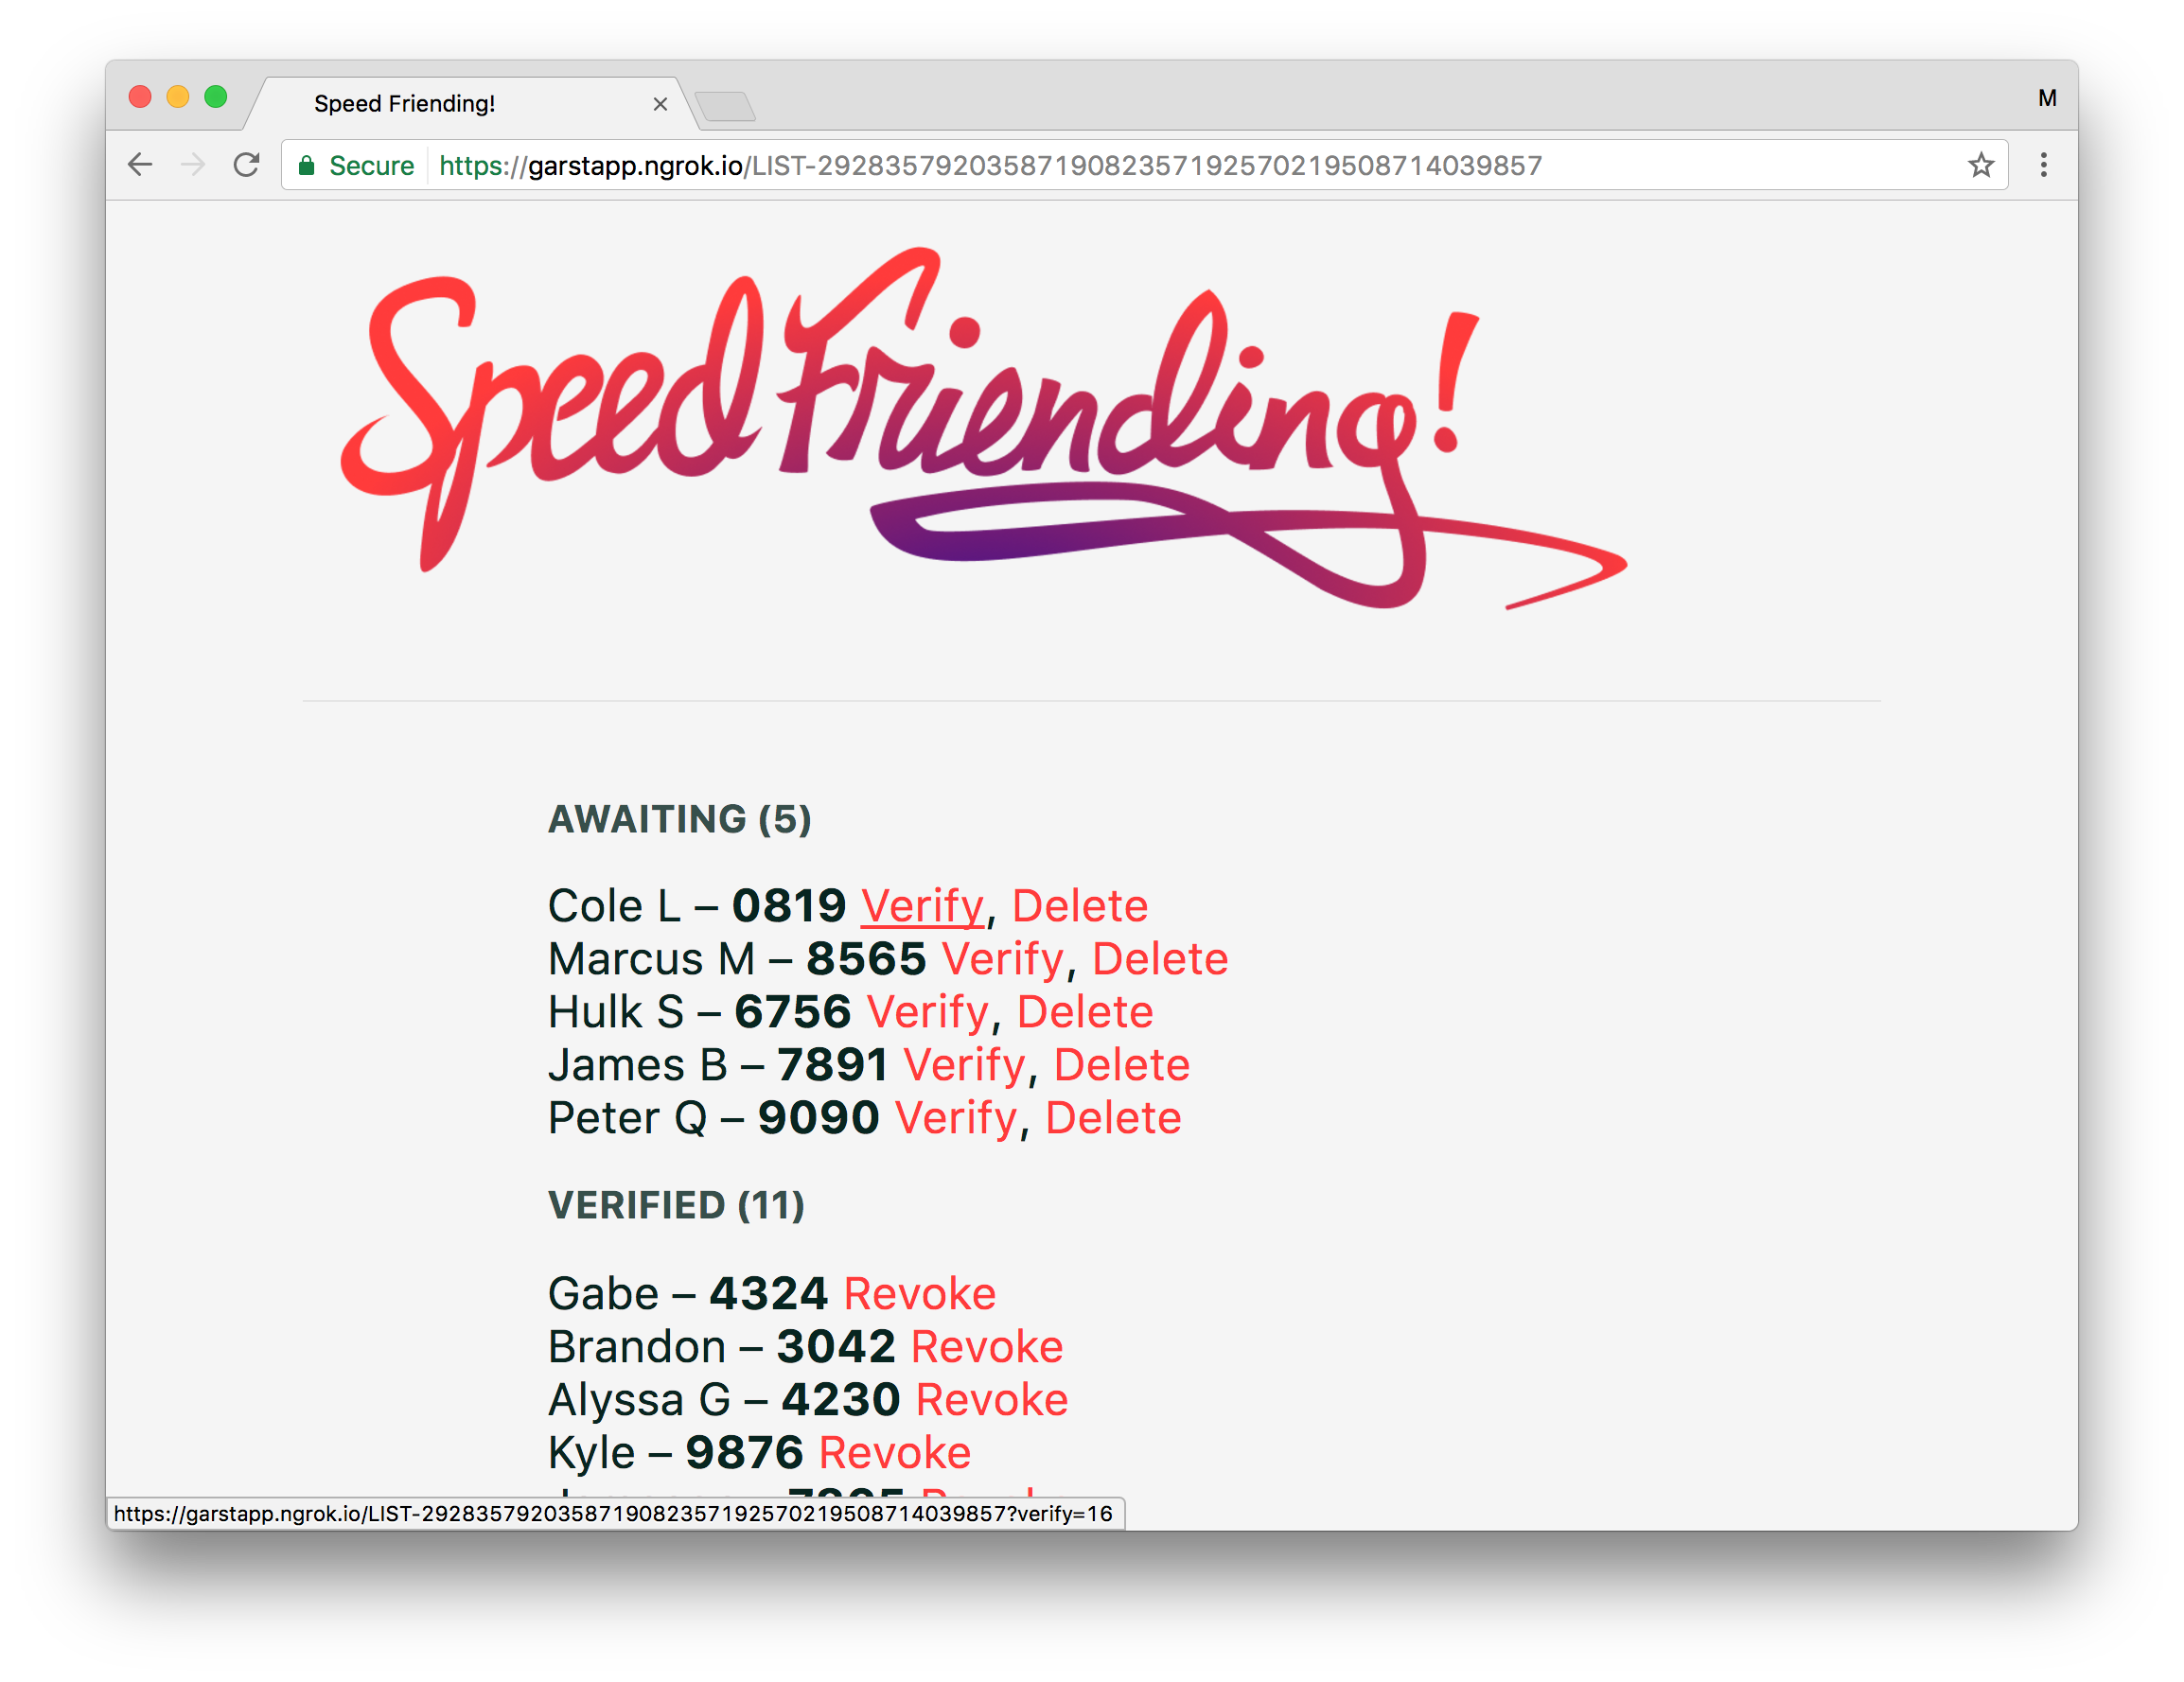 Speed Friending!
M
Secure https://garstapp.ngrok.io/LIST-29283579203587190823571925702195087​14039857
Speed Friending!
AWAITING (5)
Cole L – 0819 Verify, Delete
Marcus M – 8565 Verify, Delete
Hulk S – 6756 Verify, Delete
James B – 7891 Verify, Delete
Peter Q – 9090 Verify, Delete
VERIFIED (11)
Gabe – 4324 Revoke
Brandon – 3042 Revoke
Alyssa G – 4230 Revoke
Kyle – 9876 Revoke
https://garstapp.ngrok.io/LIST-2928357920358719082357192570219508714039857?verify=16